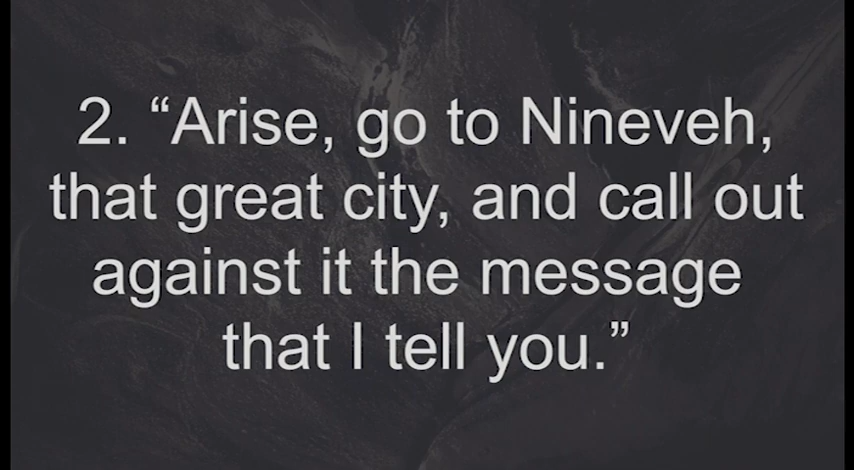 2. “Arise, go to Nineveh,
that great city, and call out
against it the message
that I tell you.”